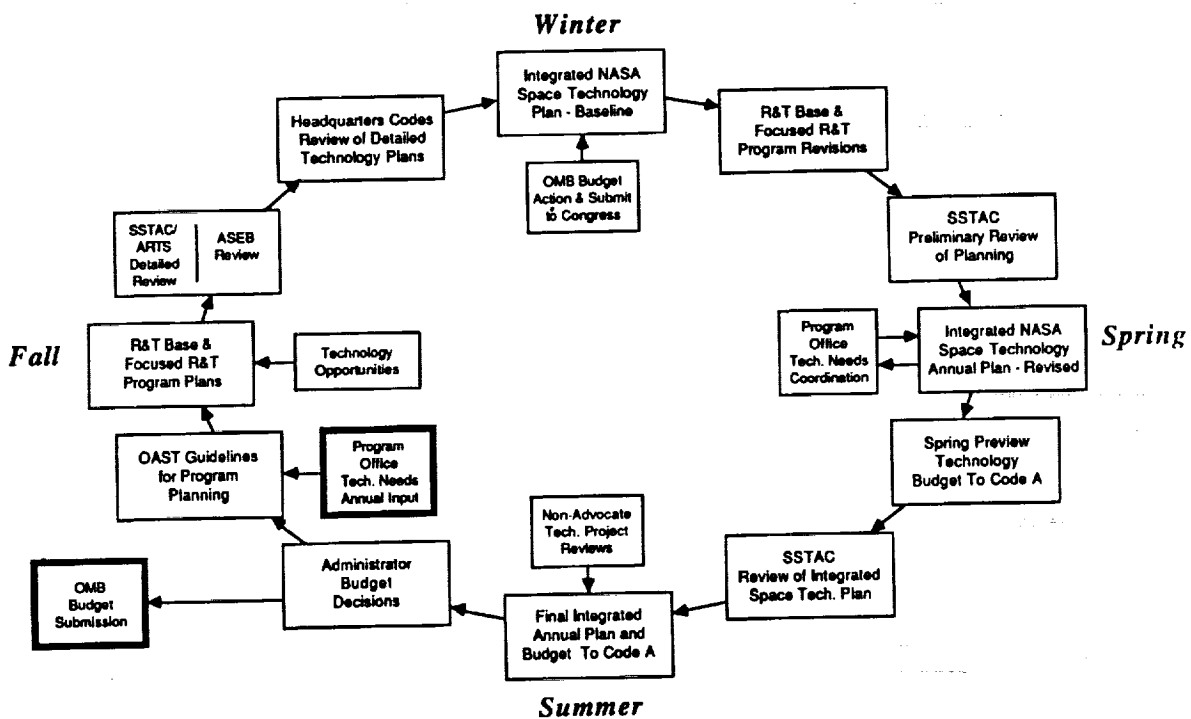 Winter
Integrated NASA
Space Technology
Plan - Baseline
OMB Budget
Action & Submit
to Congress
R&T Base &
Focused R&T
Program Revisions
SSTAC
Preliminary Review
of Planning
Spring
Integrated NASA
Space Technology
Annual Plan - Revised
Program
Office
Tech. Needs
Coordination
Spring Preview
Technology
Budget To Code A
SSTAC
Review of Integrated
Space Tech. Plan
Non-Advocate
Tech. Project
Reviews
Final Integrated
Annual Plan and
Budget To Code A
Summer
Administrator
Budget
Decisions
OMB
Budget
Submission
OAST Guidelines
for Program
Planning
Program
Office
Tech. Needs
Annual Input
Fall
R&T Base &
Focused R&T
Program Plans
Technology
Opportunities
SSTAC/
ARTS
Detailed
Review
ASEB
Review
Headquarters Codes
Review of Detailed
Technology Plans